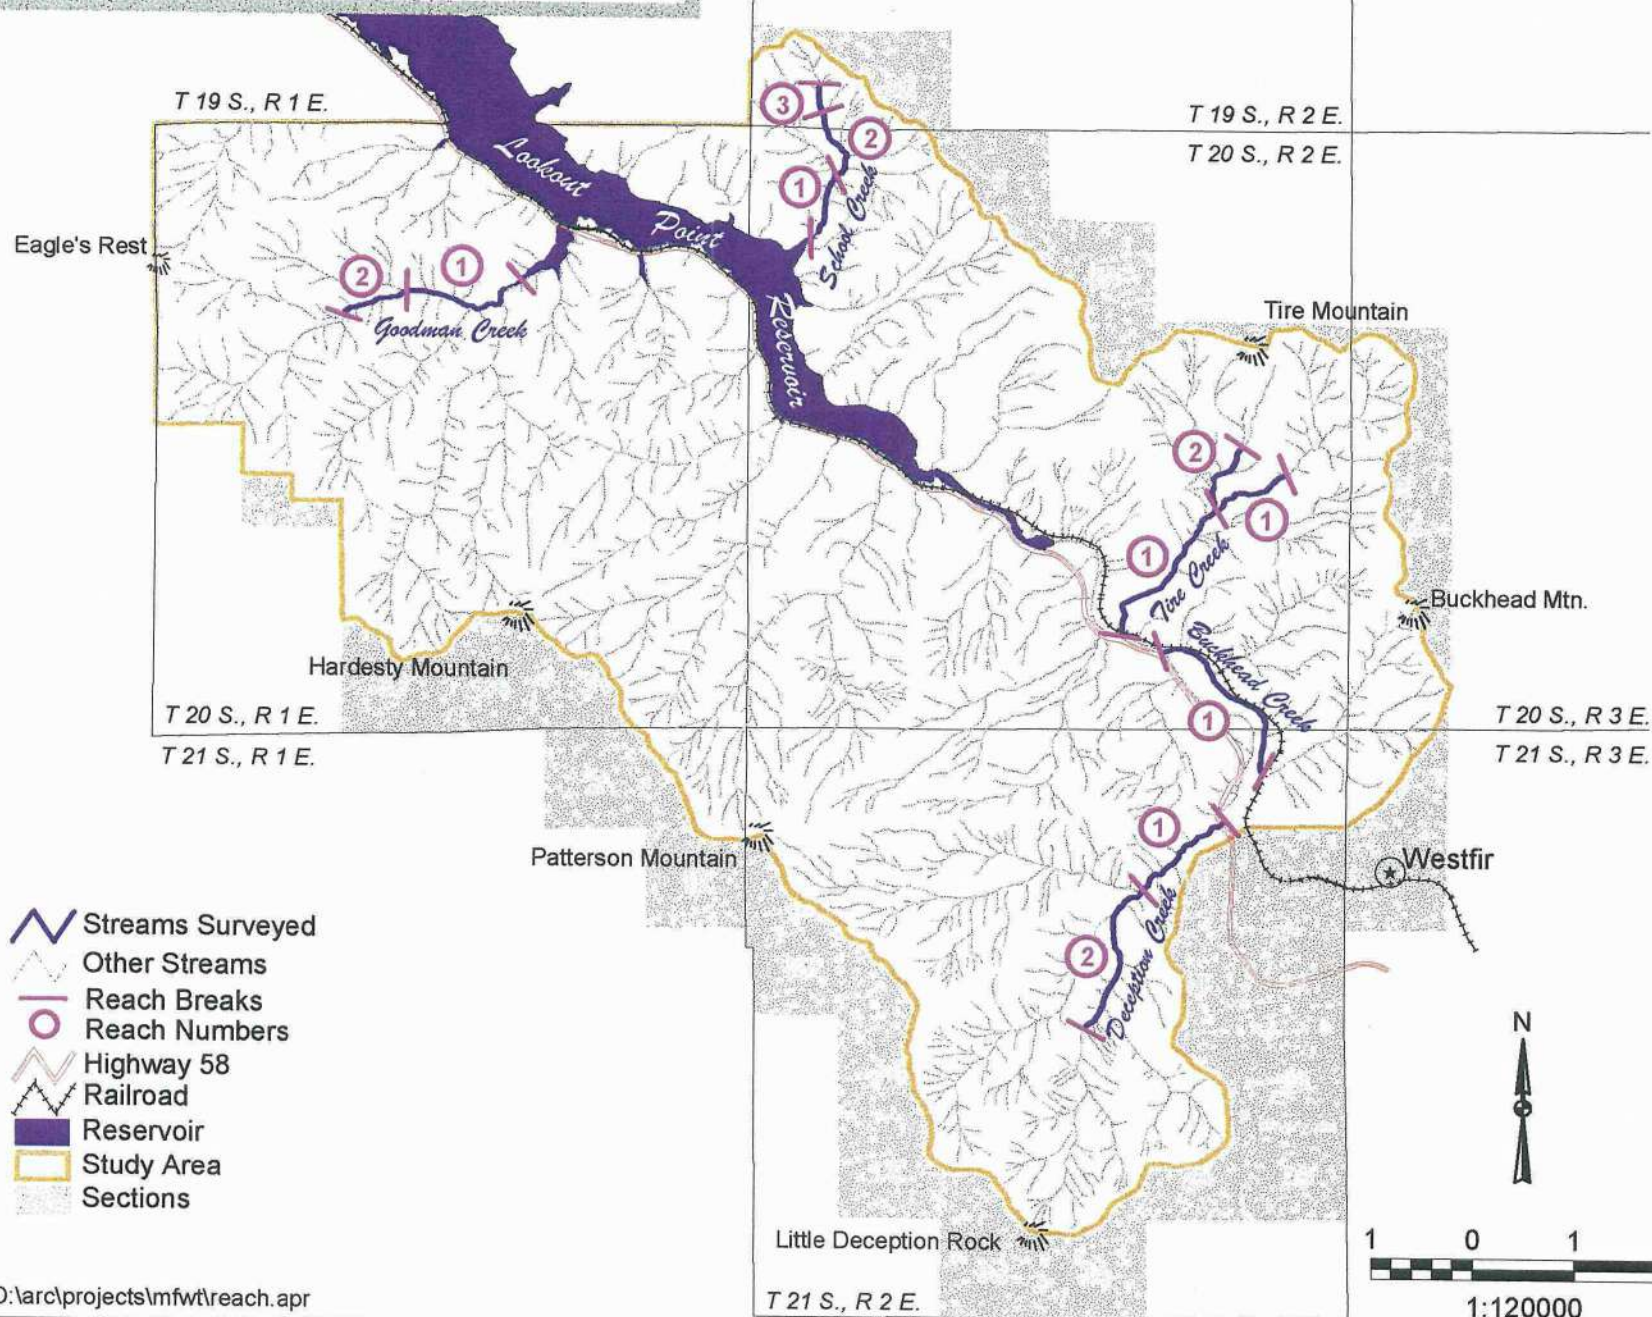 T 19 S., R 1 E.
T 19 S., R 2 E.
T 20 S., R 2 E.
3
2
1
School Creek
Lookout
Point
Reservoir
Eagle's Rest
2
1
Goodman Creek
Tire Mountain
2
1
1
Tire Creek
Buckhead Mtn.
Buckhead Creek
1
Hardesty Mountain
T 20 S., R 1 E.
T 21 S., R 1 E.
T 20 S., R 3 E.
T 21 S., R 3 E.
1
Patterson Mountain
Westfir
2
Deception Creek
Streams Surveyed
Other Streams
Reach Breaks
Reach Numbers
Highway 58
Railroad
Reservoir
Study Area
Sections
N
Little Deception Rock
1 0 1
1:120000
D:\arc\projects\mfwt\reach.apr
T 21 S., R 2 E.